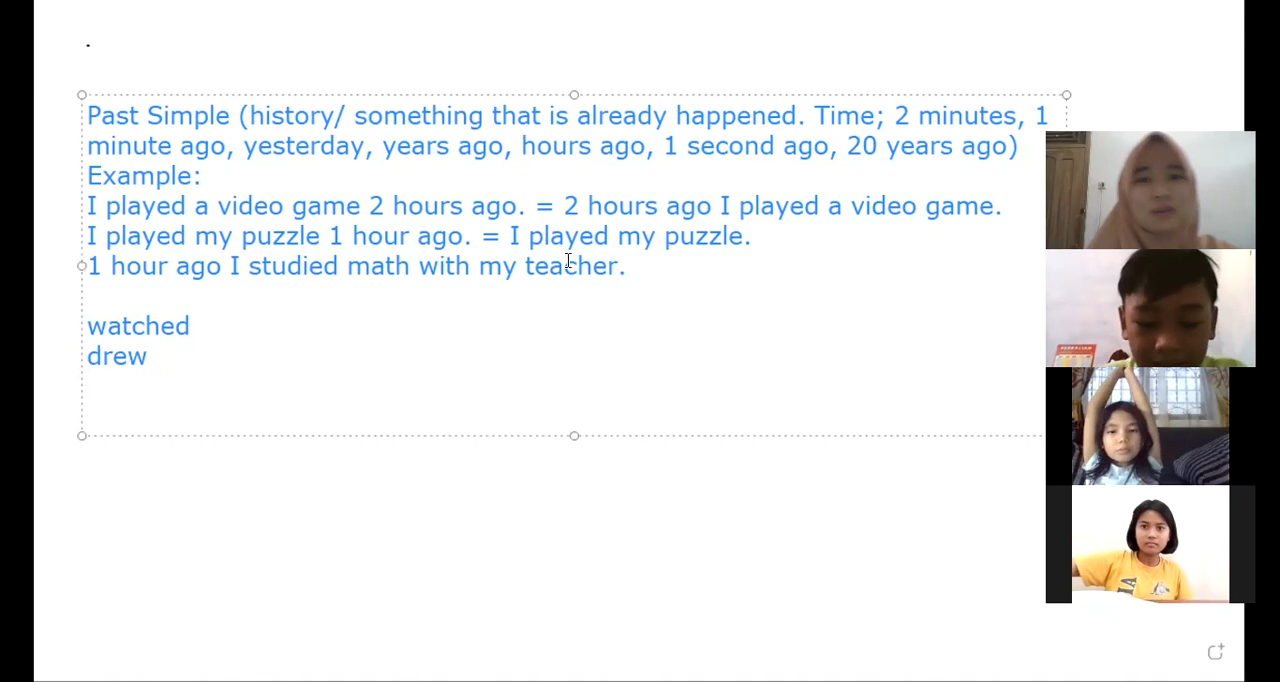 .
Past Simple (history/ something that is already happened. Time; 2 minutes, 1
minute ago, yesterday, years ago, hours ago, 1 second ago, 20 years ago)
Example:
I played a video game 2 hours ago. = 2 hours ago I played a video game.
I played my puzzle 1 hour ago. = I played my puzzle.
1 hour ago I studied math with my teacher.
watched
drew